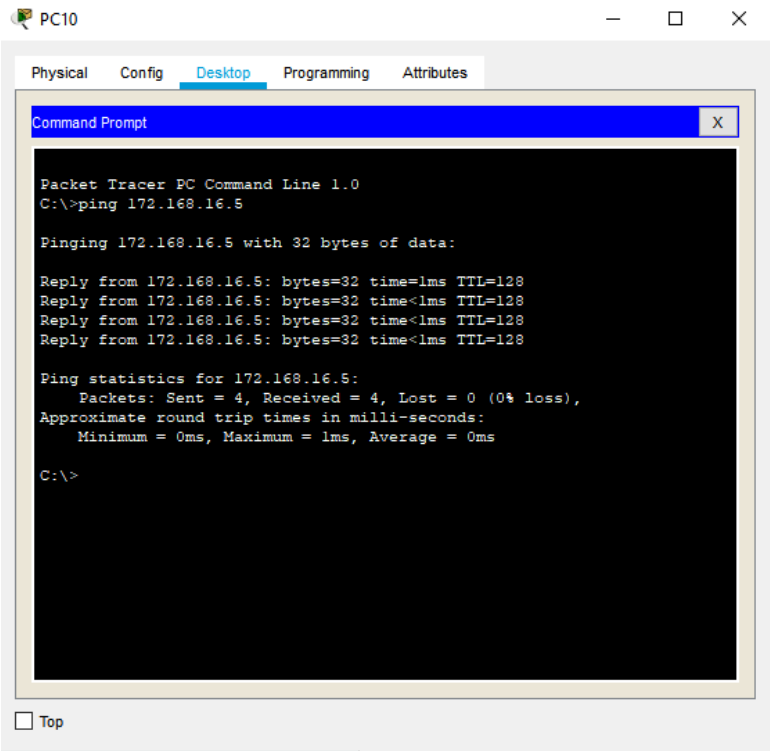 PC10
Physical Config Desktop Programming Attributes
Command Prompt
X
Packet Tracer PC Command Line 1.0
C:\>ping 172.168.16.5
Pinging 172.168.16.5 with 32 bytes of data:
Reply from 172.168.16.5: bytes=32 time=1ms TTL=128
Reply from 172.168.16.5: bytes=32 time<1ms TTL=128
Reply from 172.168.16.5: bytes=32 time<1ms TTL=128
Reply from 172.168.16.5: bytes=32 time<1ms TTL=128
Ping statistics for 172.168.16.5:
Packets: Sent = 4, Received = 4, Lost = 0 (0% loss),
Approximate round trip times in milli-seconds:
Minimum = 0ms, Maximum = 1ms, Average = 0ms
C:\>
Top